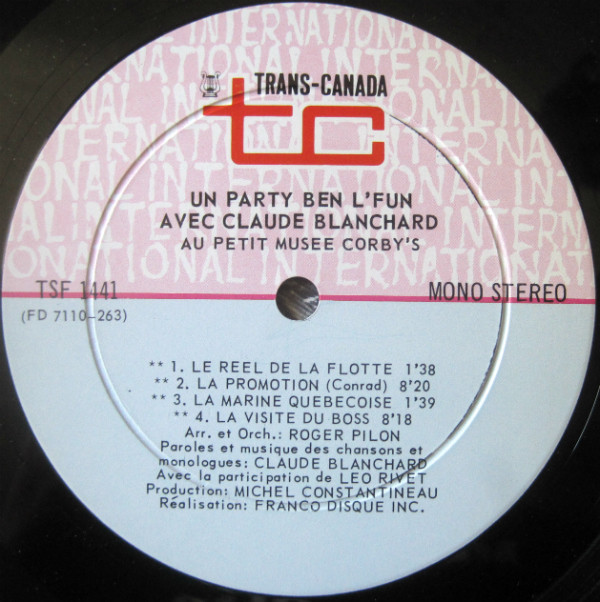 INTERNATIONAL INTERNATIONAL
TRANS-CANADA
tc
UN PARTY BEN L'FUN
AVEC CLAUDE BLANCHARD
AU PETIT MUSEE CORBY'S
TSF 1441
MONO STEREO
(FD 7110-263)
** 1. LE REEL DE LA FLOTTE 1'38
** 2. LA PROMOTION (Conrad) 8'20
** 3. LA MARINE QUEBECOISE 1'39
** 4. LA VISITE DU BOSS 8'18
Arr. et Orch.: ROGER PILON
Paroles et musique des chansons et
monologues: CLAUDE BLANCHARD
Avec la participation de LEO RIVET
Production: MICHEL CONSTANTINEAU
Réalisation: FRANCO DISQUE INC.